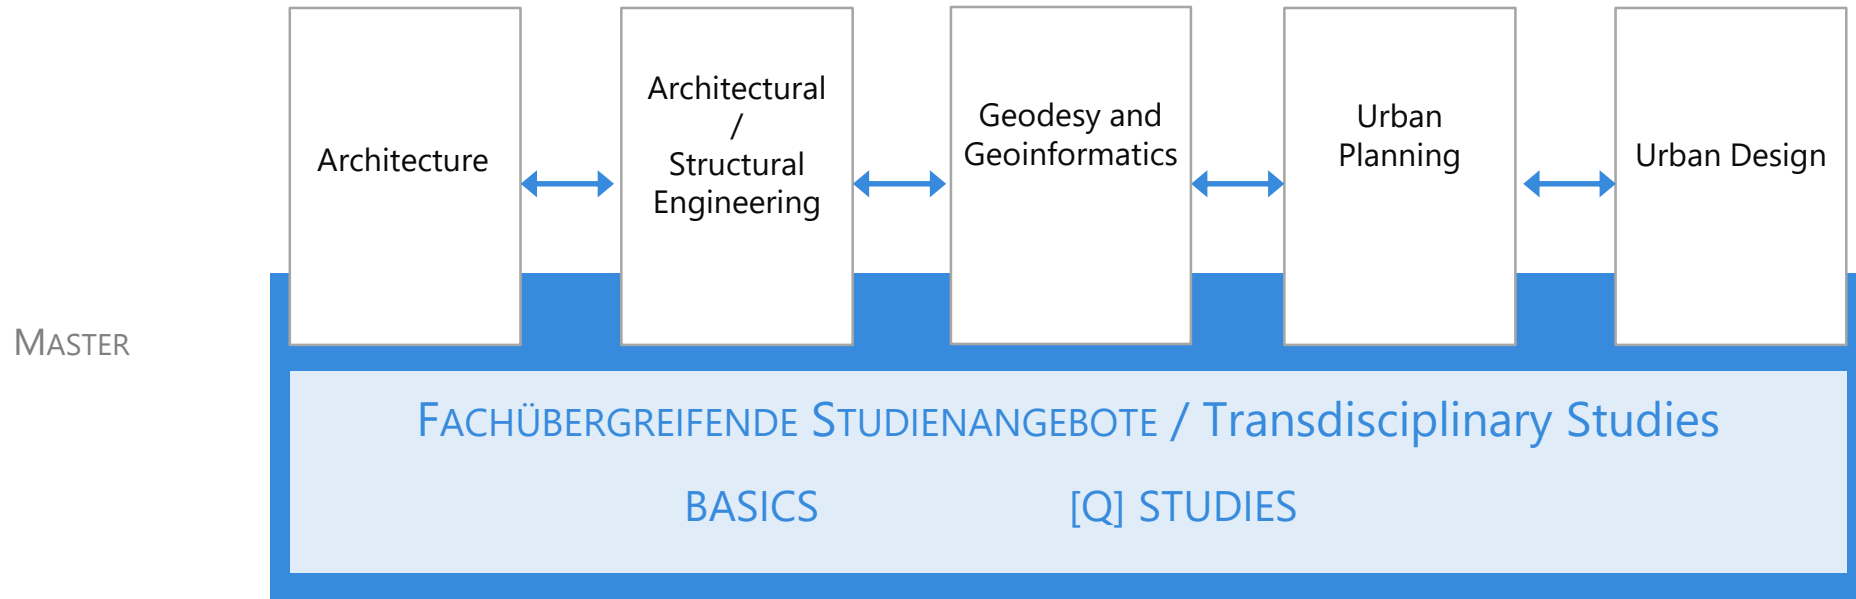 Architecture
Architectural
/
Structural
Engineering
Geodesy and
Geoinformatics
Urban
Planning
Urban Design
MASTER
FACHÜBERGREIFENDE STUDIENANGEBOTE / Transdisciplinary Studies
BASICS [Q] STUDIES